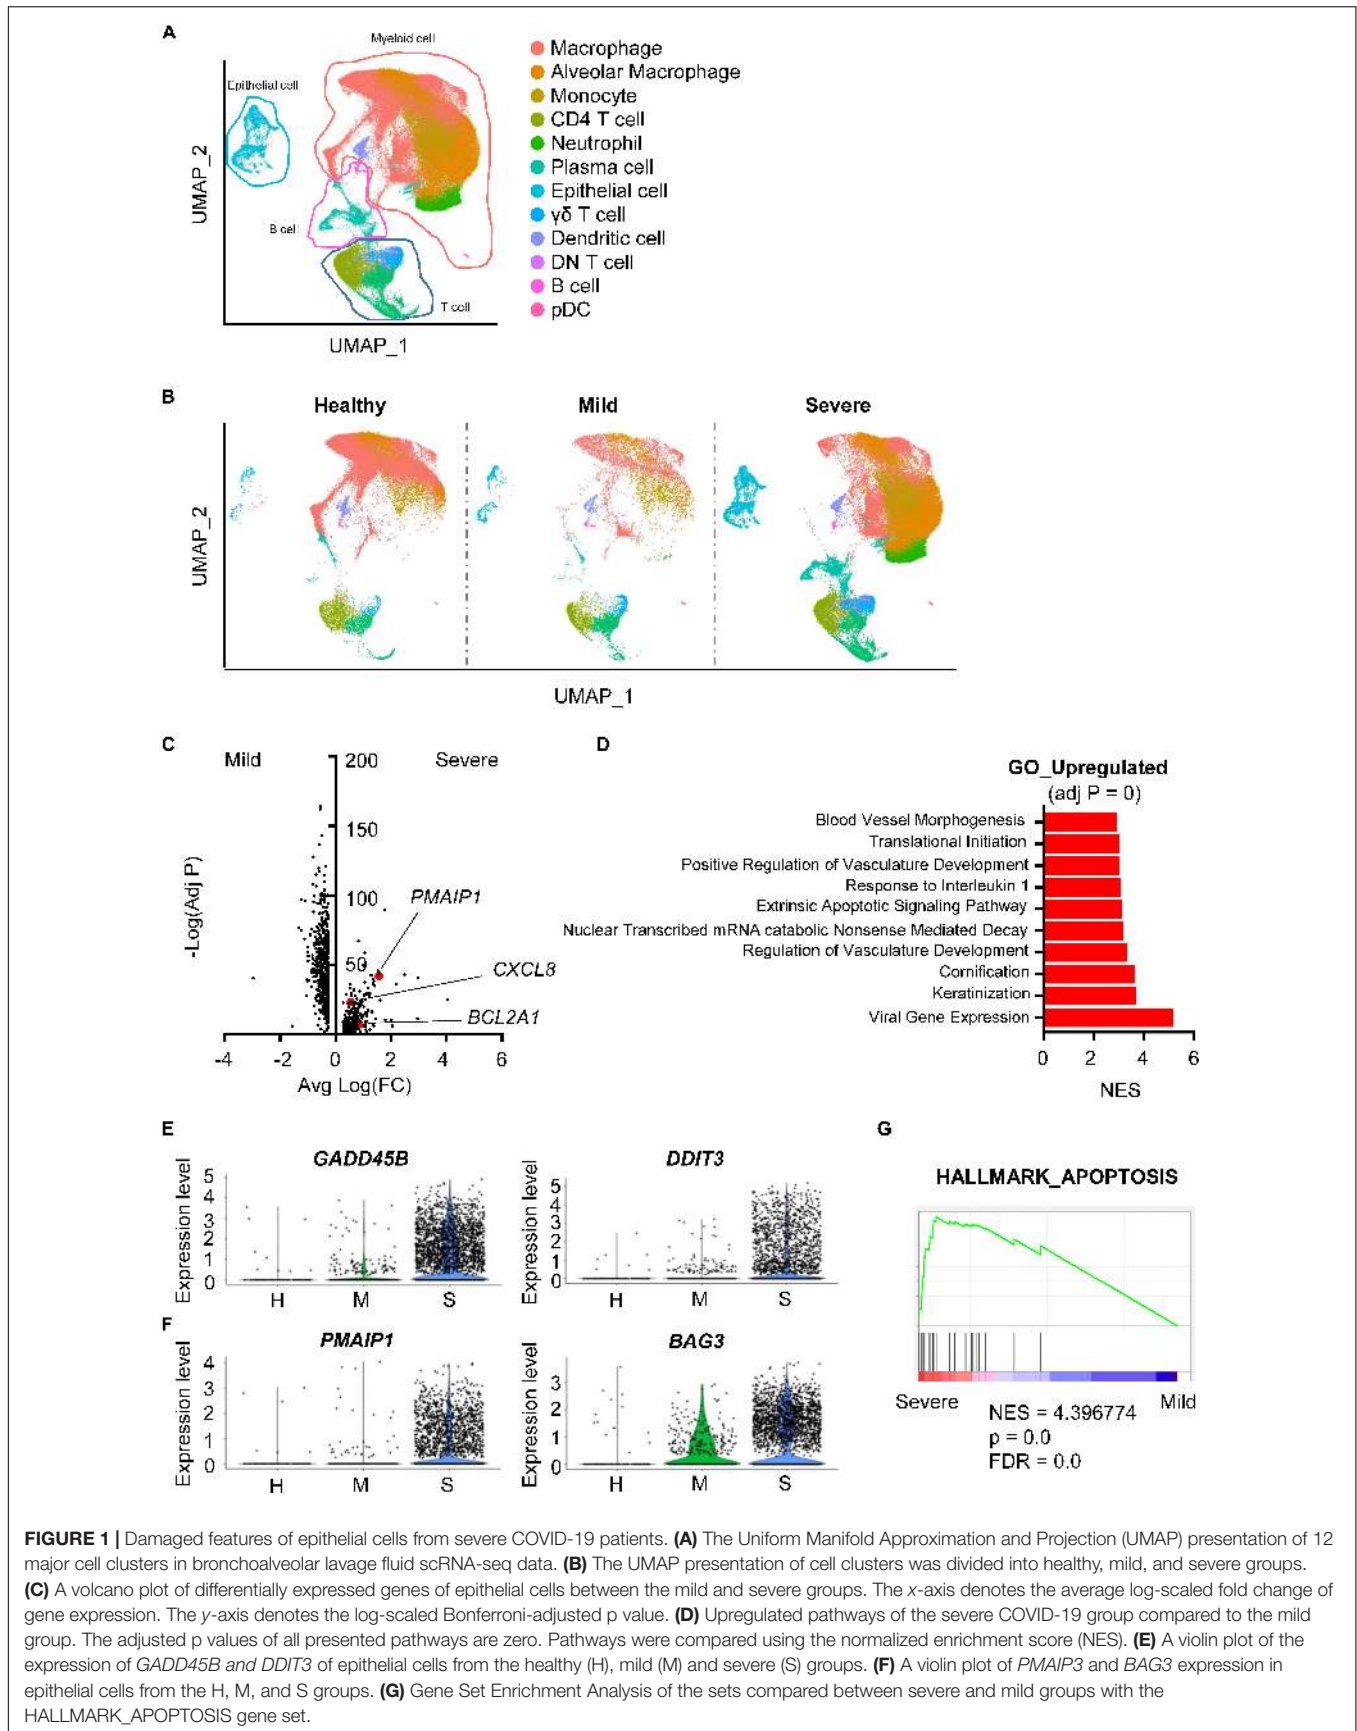 A
Myeloid cell
Epithelial cell
B cell
T cell
UMAP_2
UMAP_1
Macrophage
Alveolar Macrophage
Monocyte
CD4 T cell
Neutrophil
Plasma cell
Epithelial cell
γδ T cell
Dendritic cell
DN T cell
B cell
pDC
B
Healthy Mild Severe
UMAP_2
UMAP_1
C
Mild Severe
200
150
100
50
-Log(Adj P)
PMAIP1
CXCL8
BCL2A1
-4 -2 0 2 4 6
Avg Log(FC)
D
GO_Upregulated
(adj P = 0)
Blood Vessel Morphogenesis
Translational Initiation
Positive Regulation of Vasculature Development
Response to Interleukin 1
Extrinsic Apoptotic Signaling Pathway
Nuclear Transcribed mRNA catabolic Nonsense Mediated Decay
Regulation of Vasculature Development
Cornification
Keratinization
Viral Gene Expression
0 2 4 6
NES
E
GADD45B
Expression level
5
4
3
2
1
0
H M S
DDIT3
Expression level
5
4
3
2
1
0
H M S
F
PMAIP1
Expression level
4
3
2
1
0
H M S
BAG3
Expression level
3
2
1
0
H M S
G
HALLMARK_APOPTOSIS
Severe Mild
NES = 4.396774
p = 0.0
FDR = 0.0
FIGURE 1 | Damaged features of epithelial cells from severe COVID-19 patients. (A) The Uniform Manifold Approximation and Projection (UMAP) presentation of 12
major cell clusters in bronchoalveolar lavage fluid scRNA-seq data. (B) The UMAP presentation of cell clusters was divided into healthy, mild, and severe groups.
(C) A volcano plot of differentially expressed genes of epithelial cells between the mild and severe groups. The x-axis denotes the average log-scaled fold change of
gene expression. The y-axis denotes the log-scaled Bonferroni-adjusted p value. (D) Upregulated pathways of the severe COVID-19 group compared to the mild
group. The adjusted p values of all presented pathways are zero. Pathways were compared using the normalized enrichment score (NES). (E) A violin plot of the
expression of GADD45B and DDIT3 of epithelial cells from the healthy (H), mild (M) and severe (S) groups. (F) A violin plot of PMAIP3 and BAG3 expression in
epithelial cells from the H, M, and S groups. (G) Gene Set Enrichment Analysis of the sets compared between severe and mild groups with the
HALLMARK_APOPTOSIS gene set.